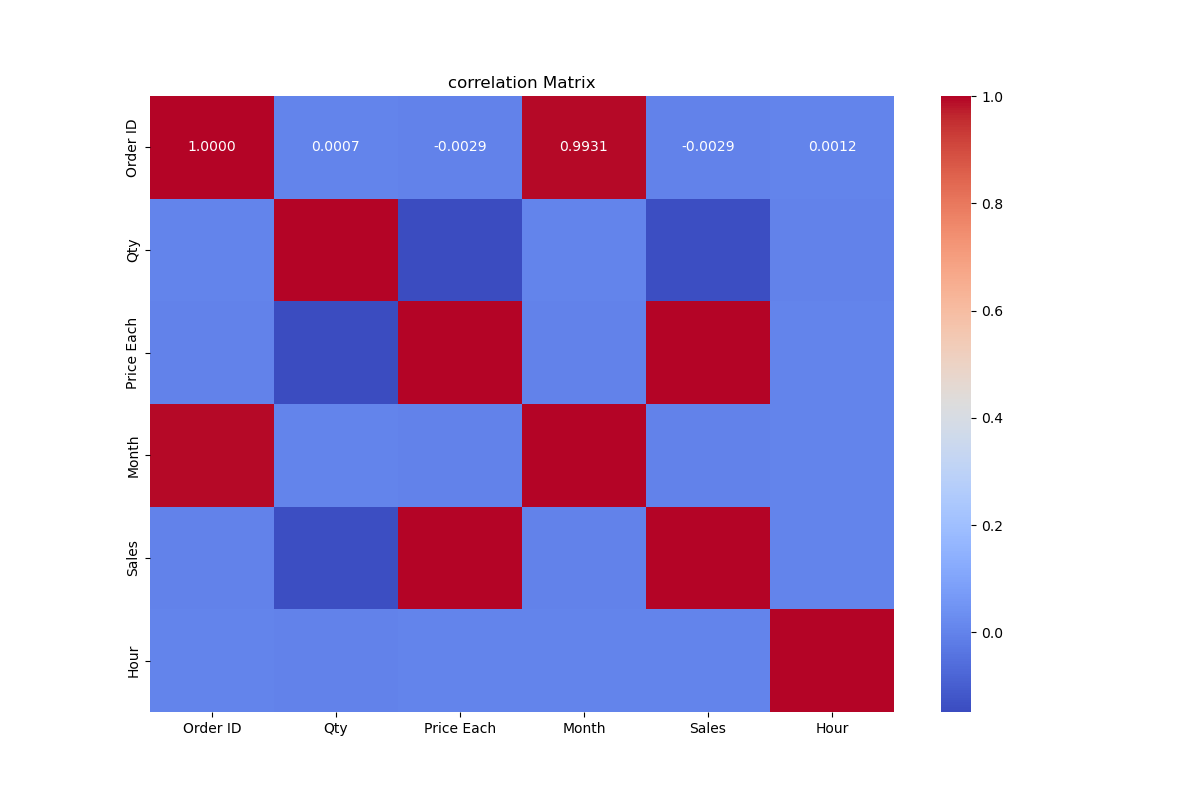 correlation Matrix
Order ID
1.0000 0.0007 -0.0029 0.9931 -0.0029 0.0012
Qty
Price Each
Month
Sales
Hour
Order ID Qty Price Each Month Sales Hour
1.0
0.8
0.6
0.4
0.2
0.0